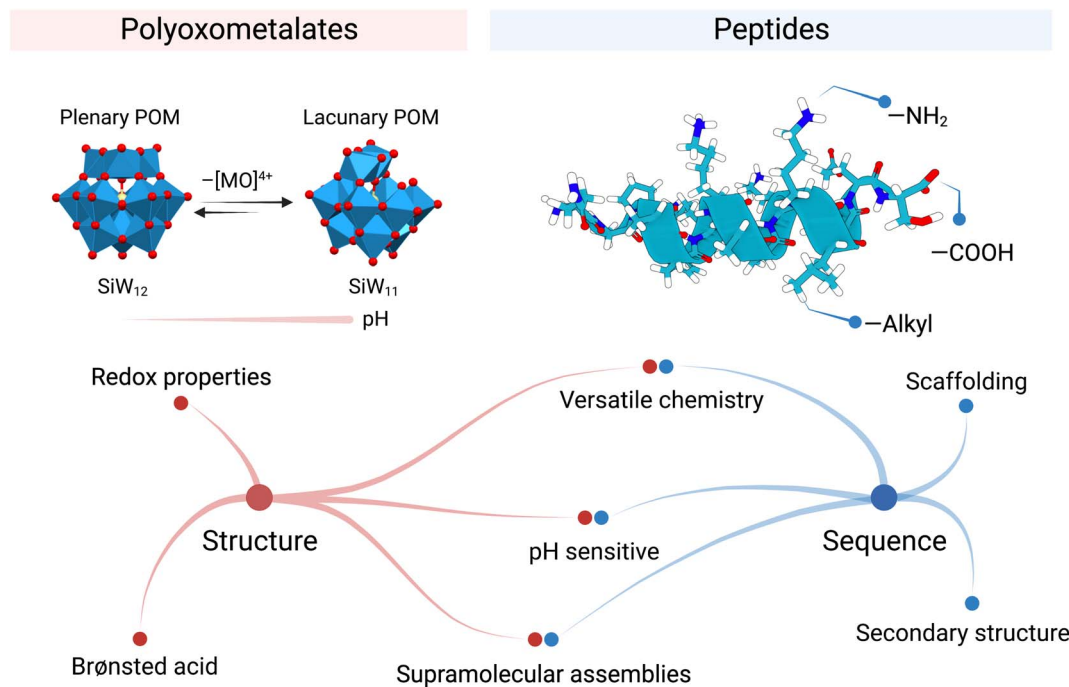 Polyoxometalates
Peptides
Plenary POM
Lacunary POM
–[MO]⁴⁺
SiW₁₂
SiW₁₁
pH
–NH₂
–COOH
–Alkyl
Redox properties
Versatile chemistry
Scaffolding
Structure
pH sensitive
Sequence
Brønsted acid
Supramolecular assemblies
Secondary structure